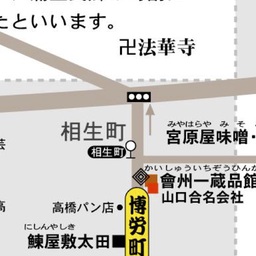 たといいます。
卍法華寺
相生町
相生町
みやはらや みそ
宮原屋味噌・
かいしゅういちぞうひん
會州一蔵品館
山口合名会社
高橋パン店
博労町
にしんやしき
鰊屋敷太田